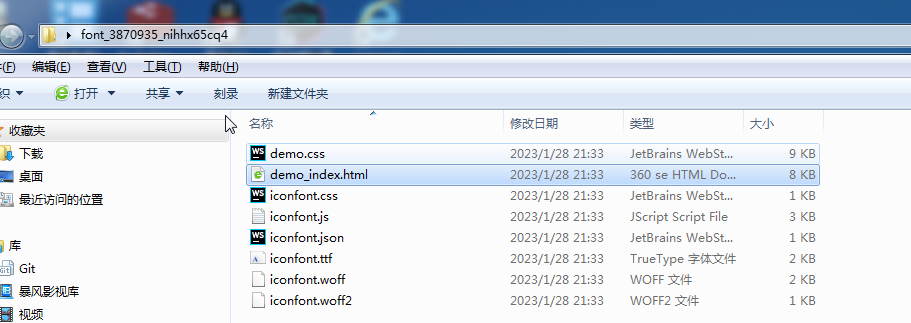 font_3870935_nihhx65cq4
(F) 编辑(E) 查看(V) 工具(T) 帮助(H)
织 打开 共享 刻录 新建文件夹
收藏夹
下载
桌面
最近访问的位置
库
Git
暴风影视库
视频
名称 修改日期 类型 大小
demo.css 2023/1/28 21:33 JetBrains WebSt... 9 KB
demo_index.html 2023/1/28 21:33 360 se HTML Do... 8 KB
iconfont.css 2023/1/28 21:33 JetBrains WebSt... 1 KB
iconfont.js 2023/1/28 21:33 JScript Script File 3 KB
iconfont.json 2023/1/28 21:33 JetBrains WebSt... 1 KB
iconfont.ttf 2023/1/28 21:33 TrueType 字体文件 2 KB
iconfont.woff 2023/1/28 21:33 WOFF 文件 2 KB
iconfont.woff2 2023/1/28 21:33 WOFF2 文件 1 KB